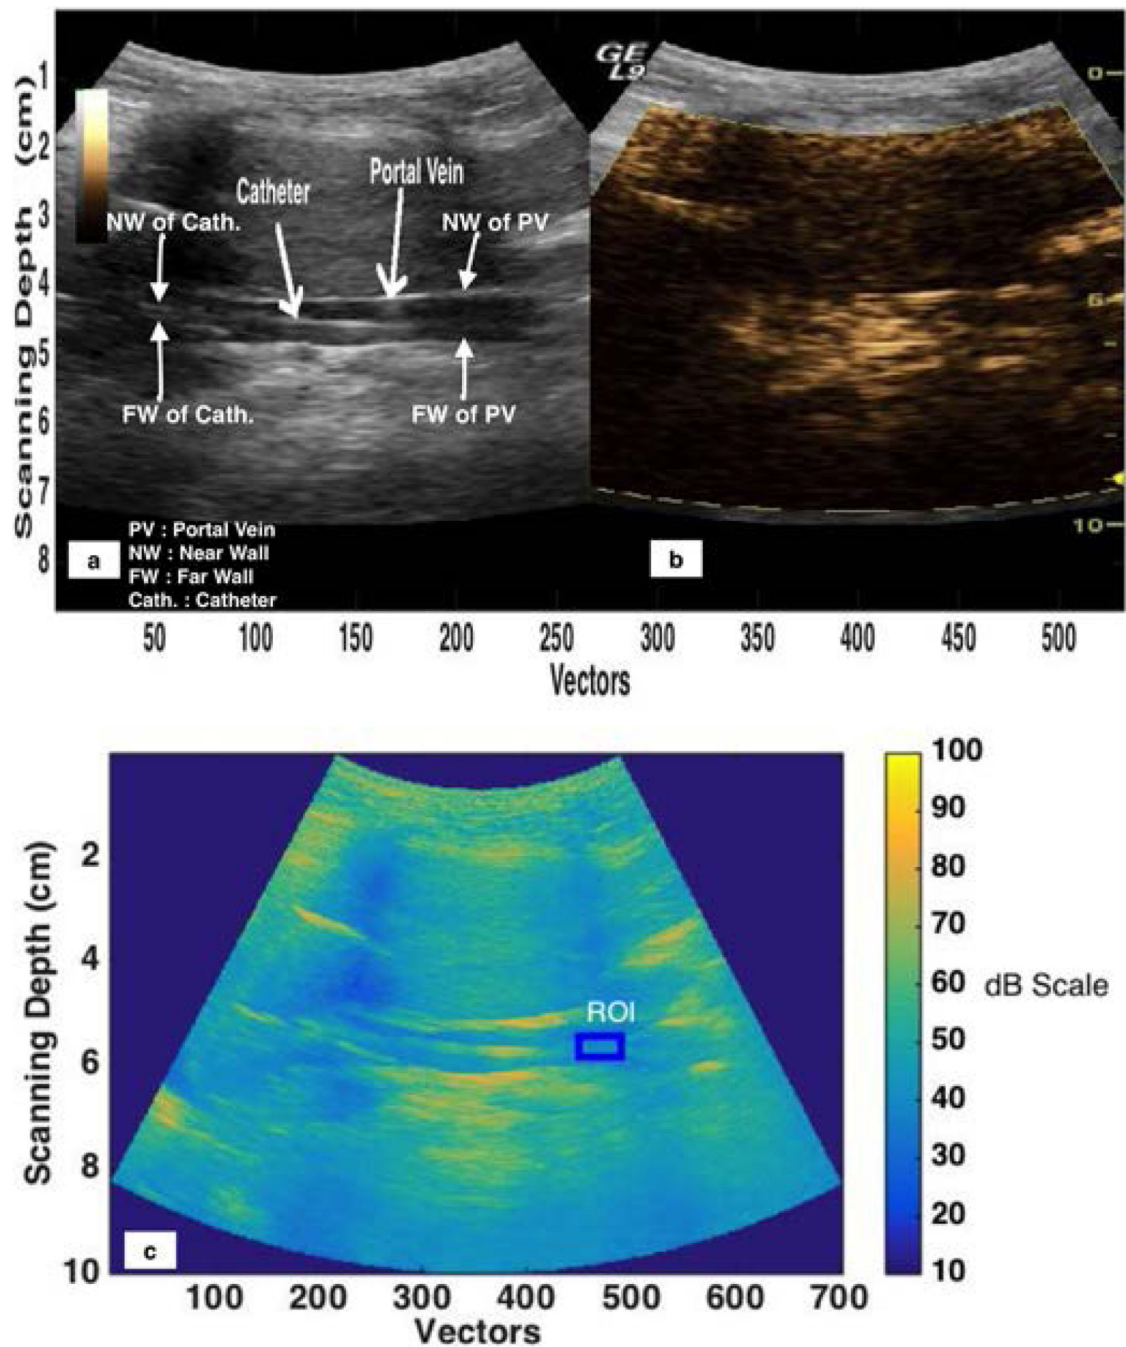 GE
L9
Scanning Depth (cm)
1
2
3
4
5
6
7
8
Catheter
Portal Vein
NW of Cath.
NW of PV
FW of Cath.
FW of PV
PV : Portal Vein
NW : Near Wall
FW : Far Wall
Cath. : Catheter
a
b
0
6
10
50 100 150 200 250 300 350 400 450 500
Vectors
Scanning Depth (cm)
2
4
6
8
10
ROI
c
100 200 300 400 500 600 700
Vectors
100
90
80
70
60
50
40
30
20
10
dB Scale